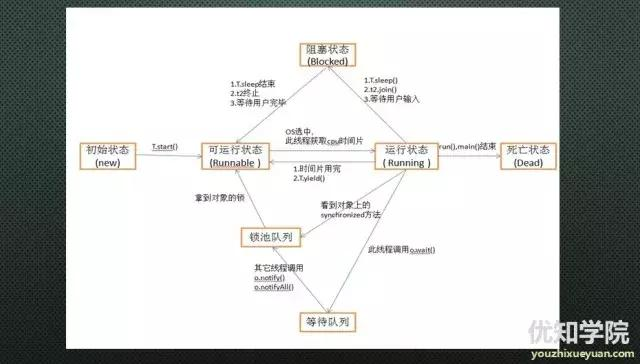 阻塞状态
(Blocked)
1.T.sleep结束
2.t2终止
3.等待用户完毕
1.T.sleep()
2.t2.join()
3.等待用户输入
OS选中,
此线程获取cpu时间片
初始状态
(new)
T.start()
可运行状态
(Runnable )
运行状态
( Running )
run(),main()结束
死亡状态
(Dead)
1.时间片用完
2.T.yield()
拿到对象的锁
看到对象上的
synchronized方法
锁池队列
此线程调用o.wait()
其它线程调用
o.notify()
o.notifyAll()
等待队列
优知学院
youzhixueyuan.com